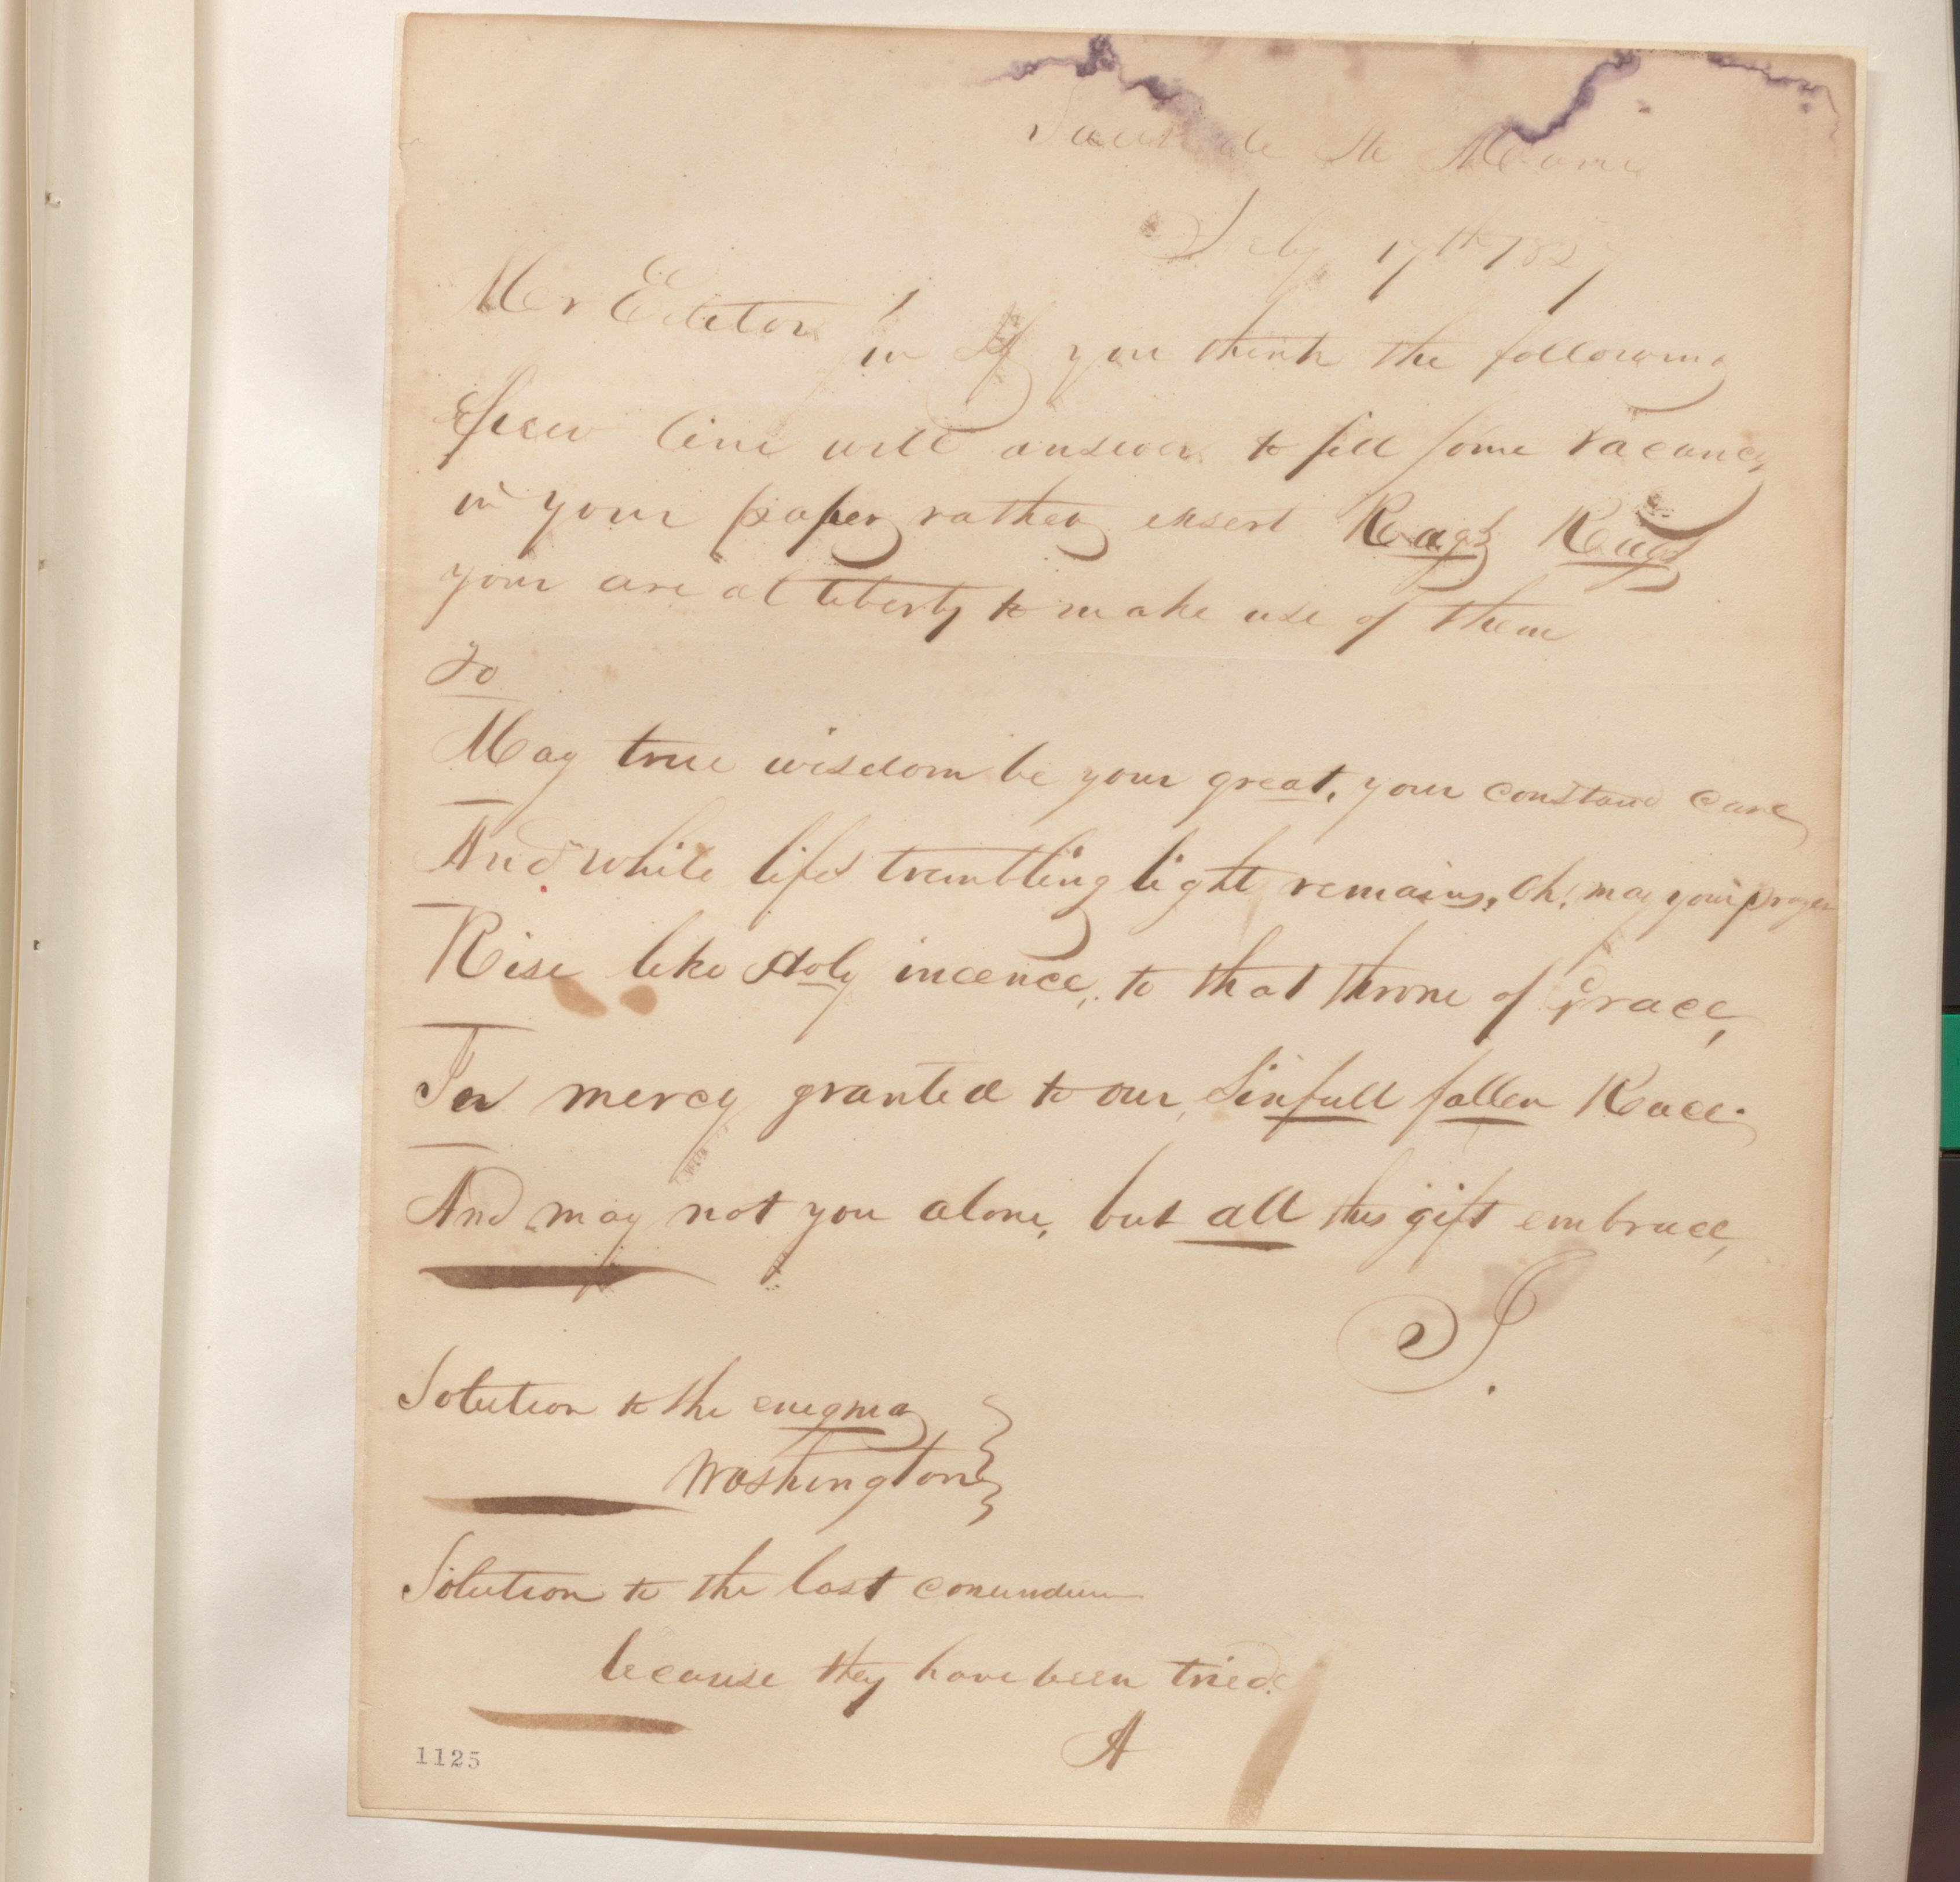 Sault de Ste Marie
July 17th 1827
Mr Editor
Sir If you think the following
few line will answer to fill some vacancy
in your paper rather insert Rags Rags
your are at liberty to make use of them
To
May true wisdom be your great, your constant care
And while lifes trembling light remains, Oh! may your prayer
Rise like Holy incence, to that throne of Grace,
In mercy granted to our Sinfull fallen Race.
And may not you alone, but all this gift embrace,
J.
Solution to the enigma
Washington
Solution to the last conundrum
because they have been tried.
A
1125